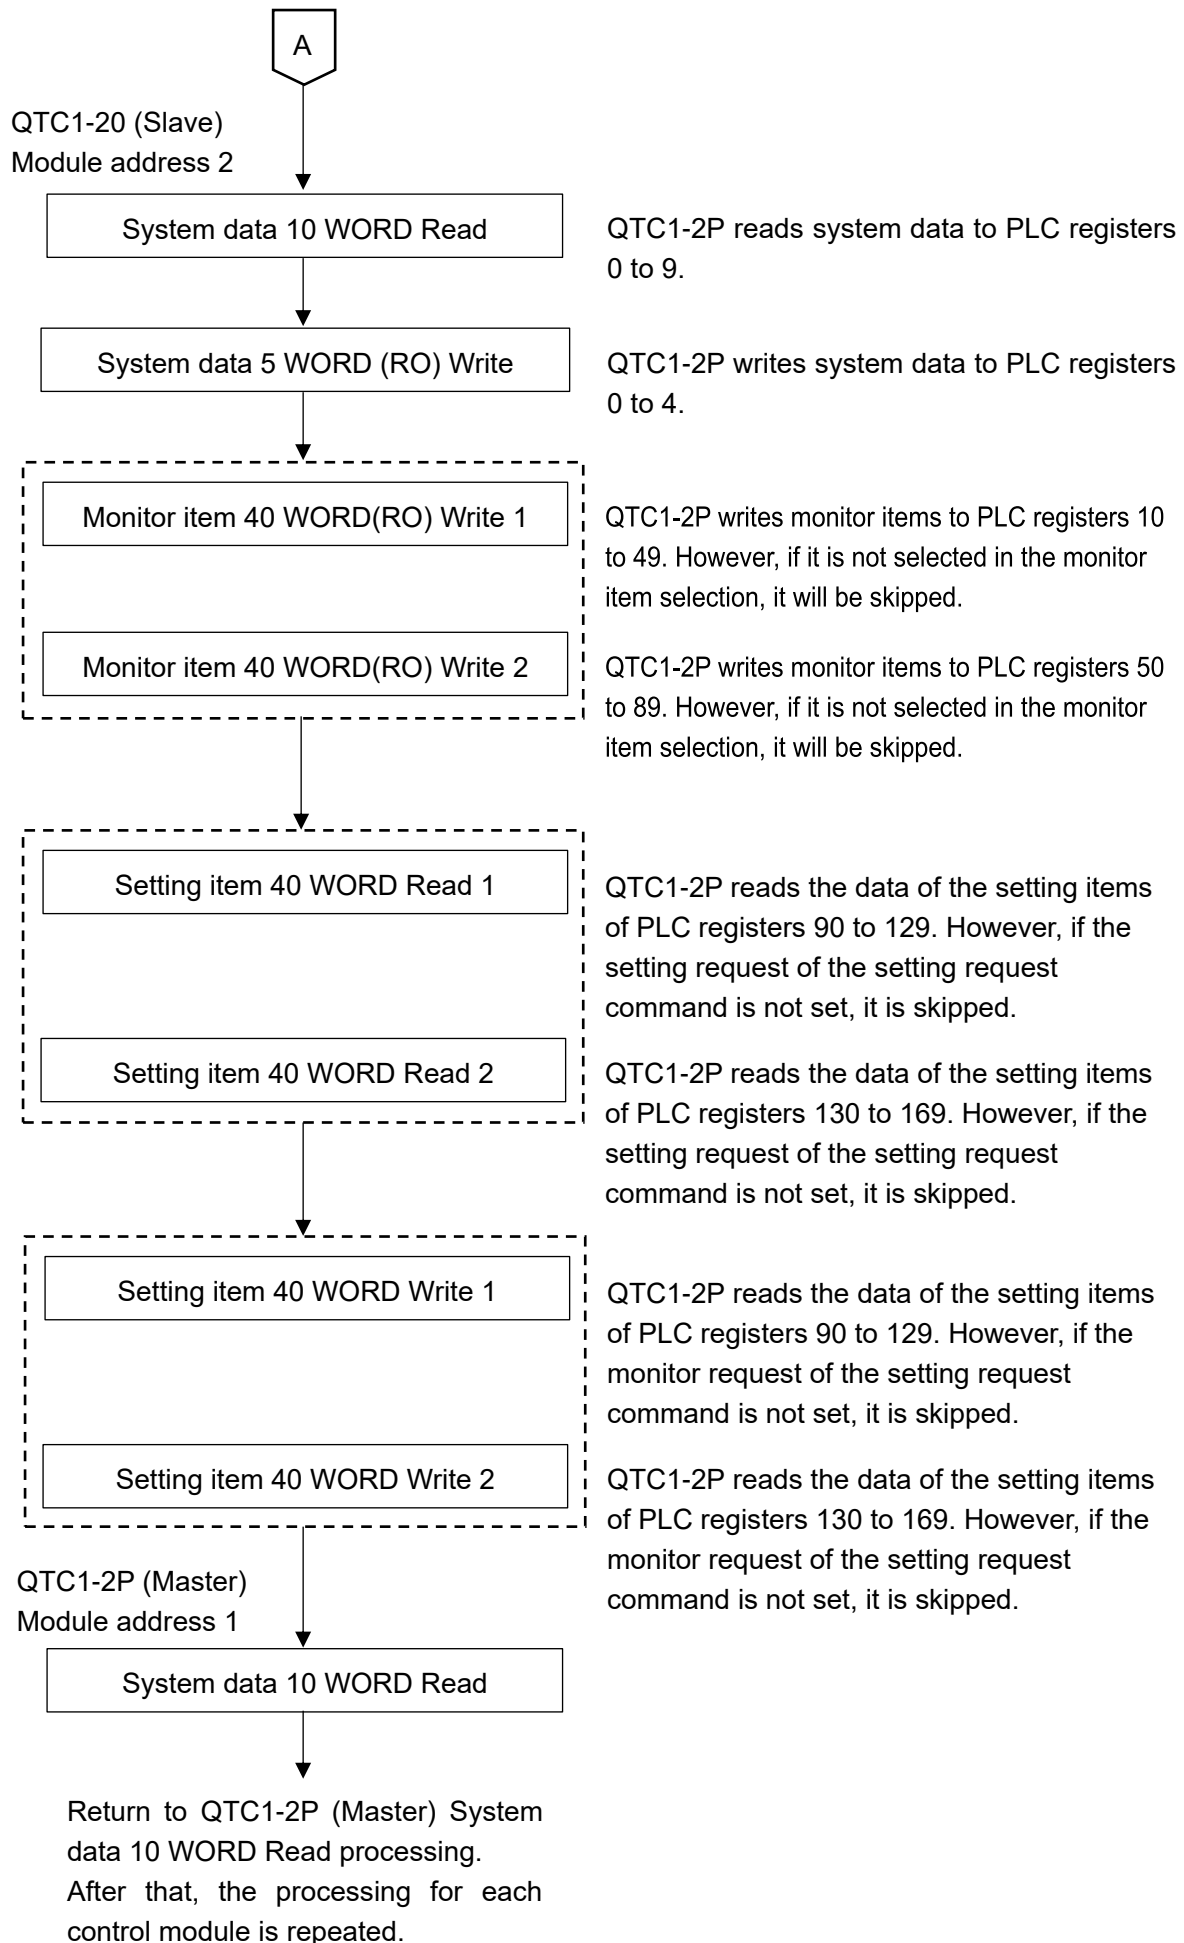 A
QTC1-20 (Slave)
Module address 2
System data 10 WORD Read
QTC1-2P reads system data to PLC registers
0 to 9.
System data 5 WORD (RO) Write
QTC1-2P writes system data to PLC registers
0 to 4.
Monitor item 40 WORD(RO) Write 1
QTC1-2P writes monitor items to PLC registers 10
to 49. However, if it is not selected in the monitor
item selection, it will be skipped.
Monitor item 40 WORD(RO) Write 2
QTC1-2P writes monitor items to PLC registers 50
to 89. However, if it is not selected in the monitor
item selection, it will be skipped.
Setting item 40 WORD Read 1
QTC1-2P reads the data of the setting items
of PLC registers 90 to 129. However, if the
setting request of the setting request
command is not set, it is skipped.
Setting item 40 WORD Read 2
QTC1-2P reads the data of the setting items
of PLC registers 130 to 169. However, if the
setting request of the setting request
command is not set, it is skipped.
Setting item 40 WORD Write 1
QTC1-2P reads the data of the setting items
of PLC registers 90 to 129. However, if the
monitor request of the setting request
command is not set, it is skipped.
Setting item 40 WORD Write 2
QTC1-2P reads the data of the setting items
of PLC registers 130 to 169. However, if the
monitor request of the setting request
command is not set, it is skipped.
QTC1-2P (Master)
Module address 1
System data 10 WORD Read
Return to QTC1-2P (Master) System
data 10 WORD Read processing.
After that, the processing for each
control module is repeated.